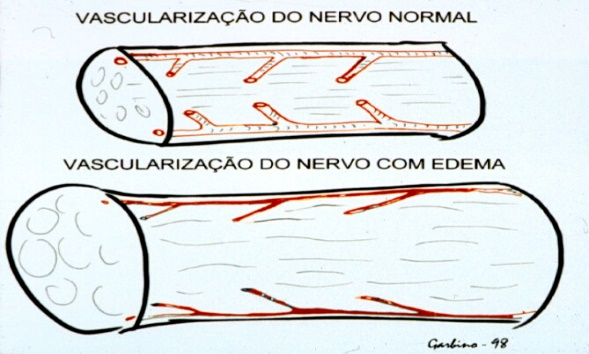 VASCULARIZAÇÃO DO NERVO NORMAL
VASCULARIZAÇÃO DO NERVO COM EDEMA
Garbino - 98